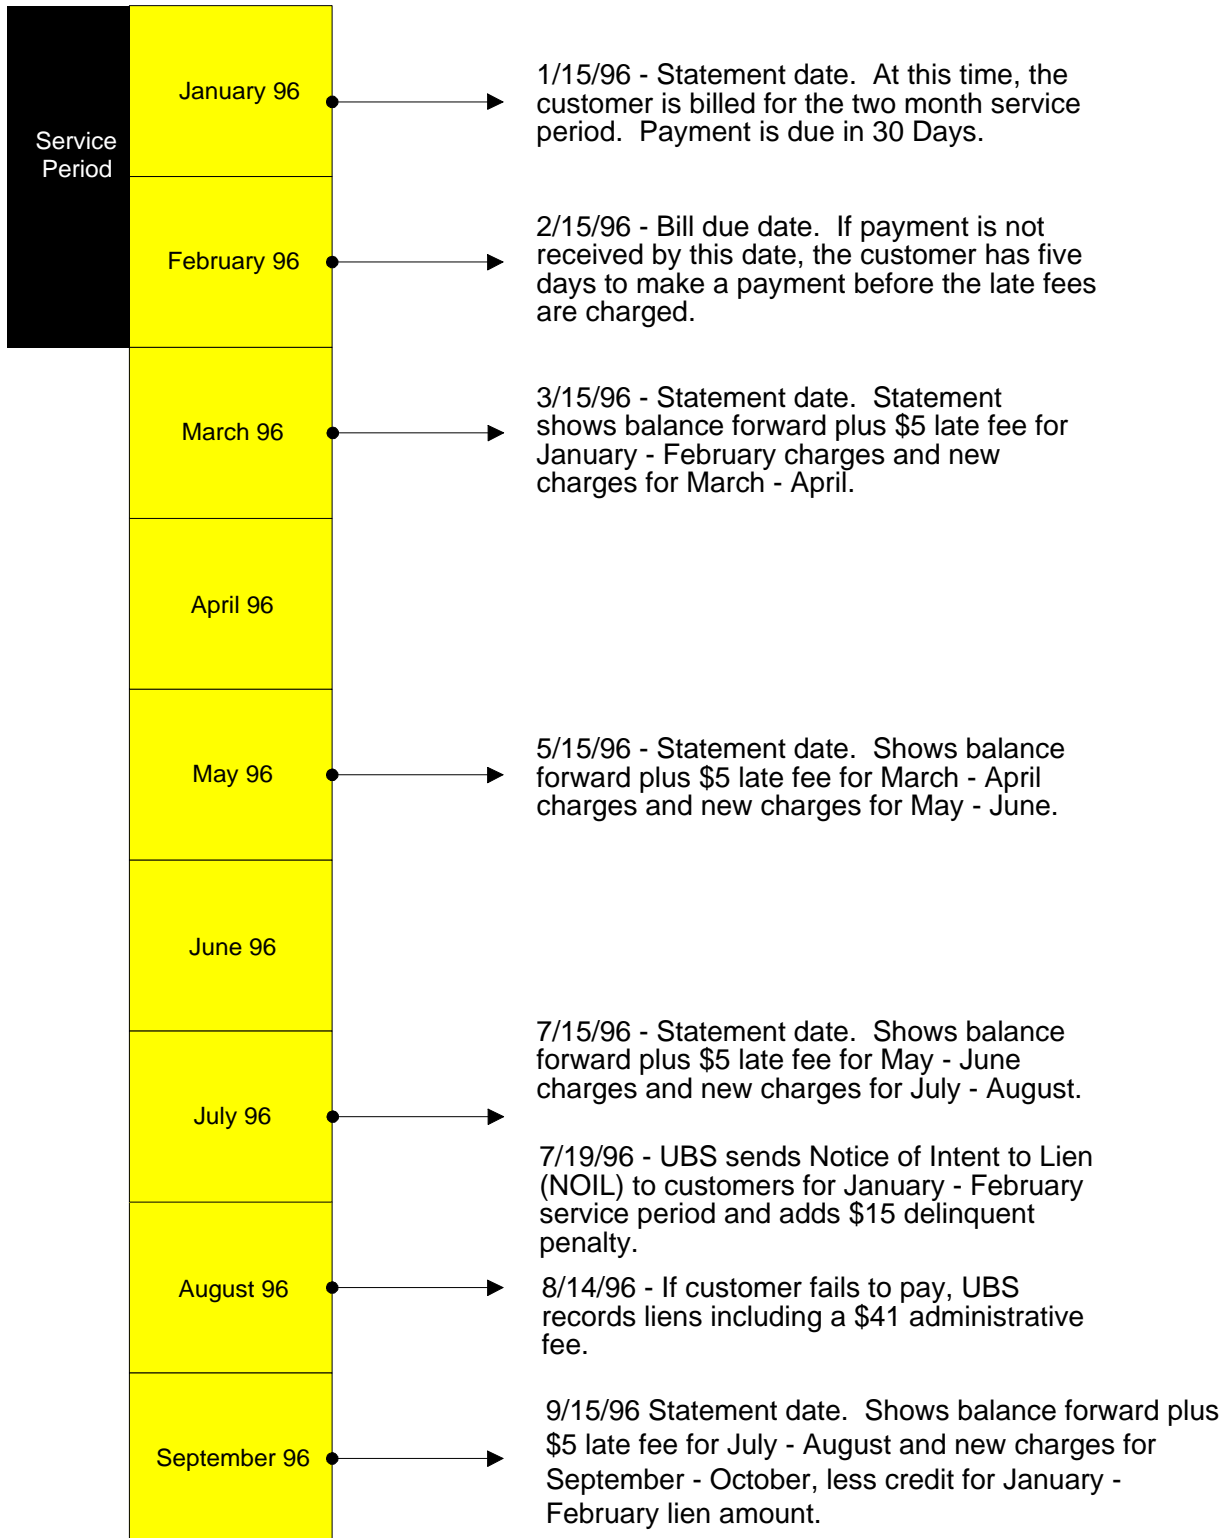 Service
Period
January 96
1/15/96 - Statement date.  At this time, the
customer is billed for the two month service
period.  Payment is due in 30 Days.
February 96
2/15/96 - Bill due date.  If payment is not
received by this date, the customer has five
days to make a payment before the late fees
are charged.
March 96
3/15/96 - Statement date.  Statement
shows balance forward plus $5 late fee for
January - February charges and new
charges for March - April.
April 96
May 96
5/15/96 - Statement date.  Shows balance
forward plus $5 late fee for March - April
charges and new charges for May - June.
June 96
July 96
7/15/96 - Statement date.  Shows balance
forward plus $5 late fee for May - June
charges and new charges for July - August.
7/19/96 - UBS sends Notice of Intent to Lien
(NOIL) to customers for January - February
service period and adds $15 delinquent
penalty.
August 96
8/14/96 - If customer fails to pay, UBS
records liens including a $41 administrative
fee.
September 96
9/15/96 Statement date.  Shows balance forward plus
$5 late fee for July - August and new charges for
September - October, less credit for January -
February lien amount.